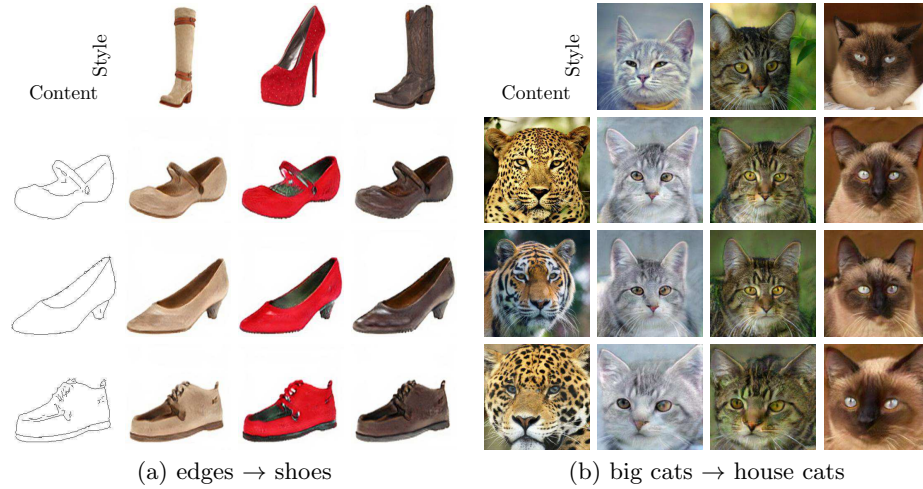 Style
Content
Style
Content
(a) edges → shoes
(b) big cats → house cats